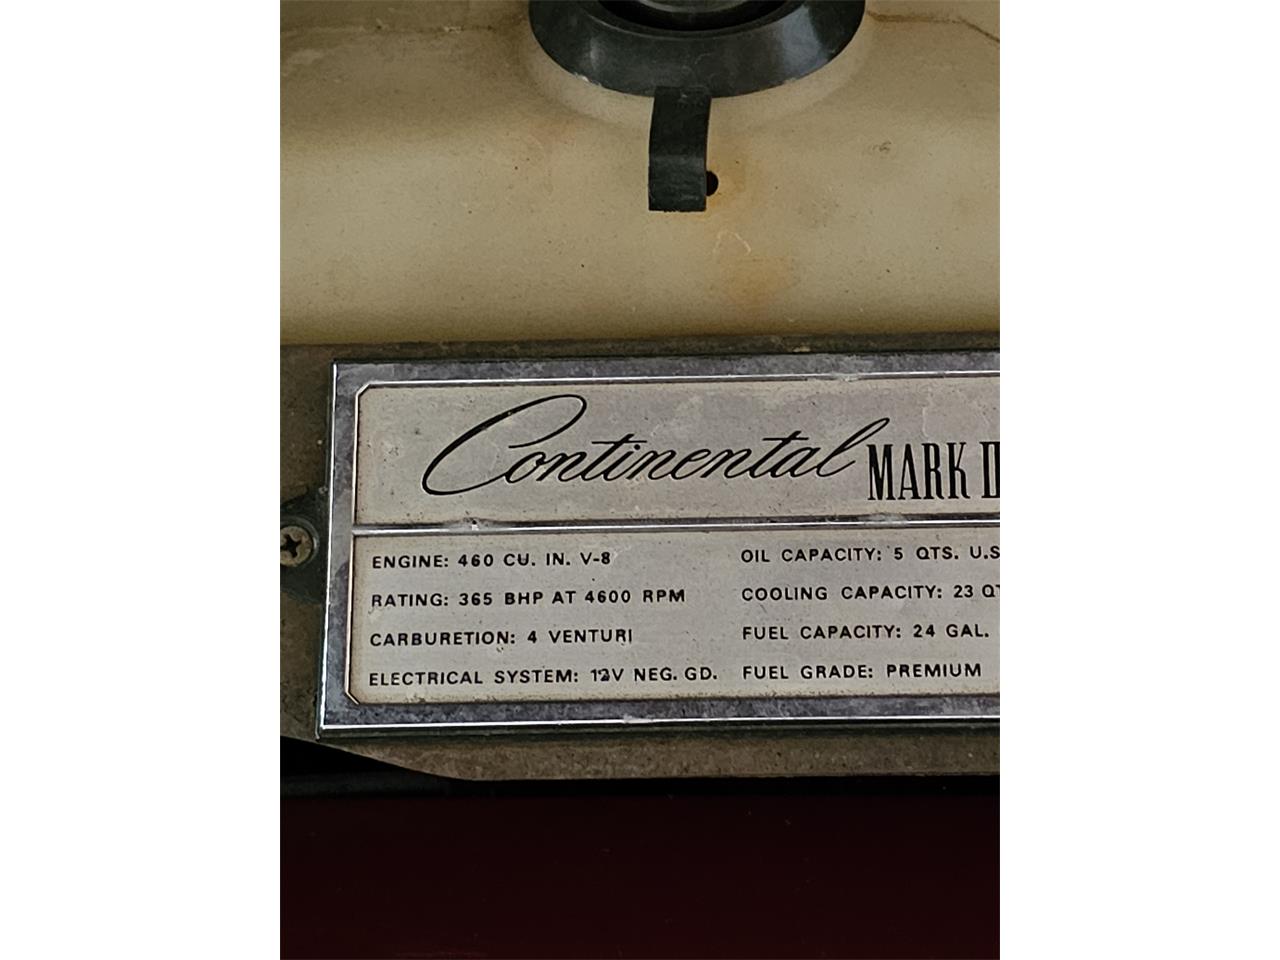 Continental MARK I
ENGINE: 460 CU. IN. V-8
RATING: 365 BHP AT 4600 RPM
CARBURETION: 4 VENTURI
ELECTRICAL SYSTEM: 12V NEG. GD.
OIL CAPACITY: 5 QTS. U.S
COOLING CAPACITY: 23 QT
FUEL CAPACITY: 24 GAL.
FUEL GRADE: PREMIUM